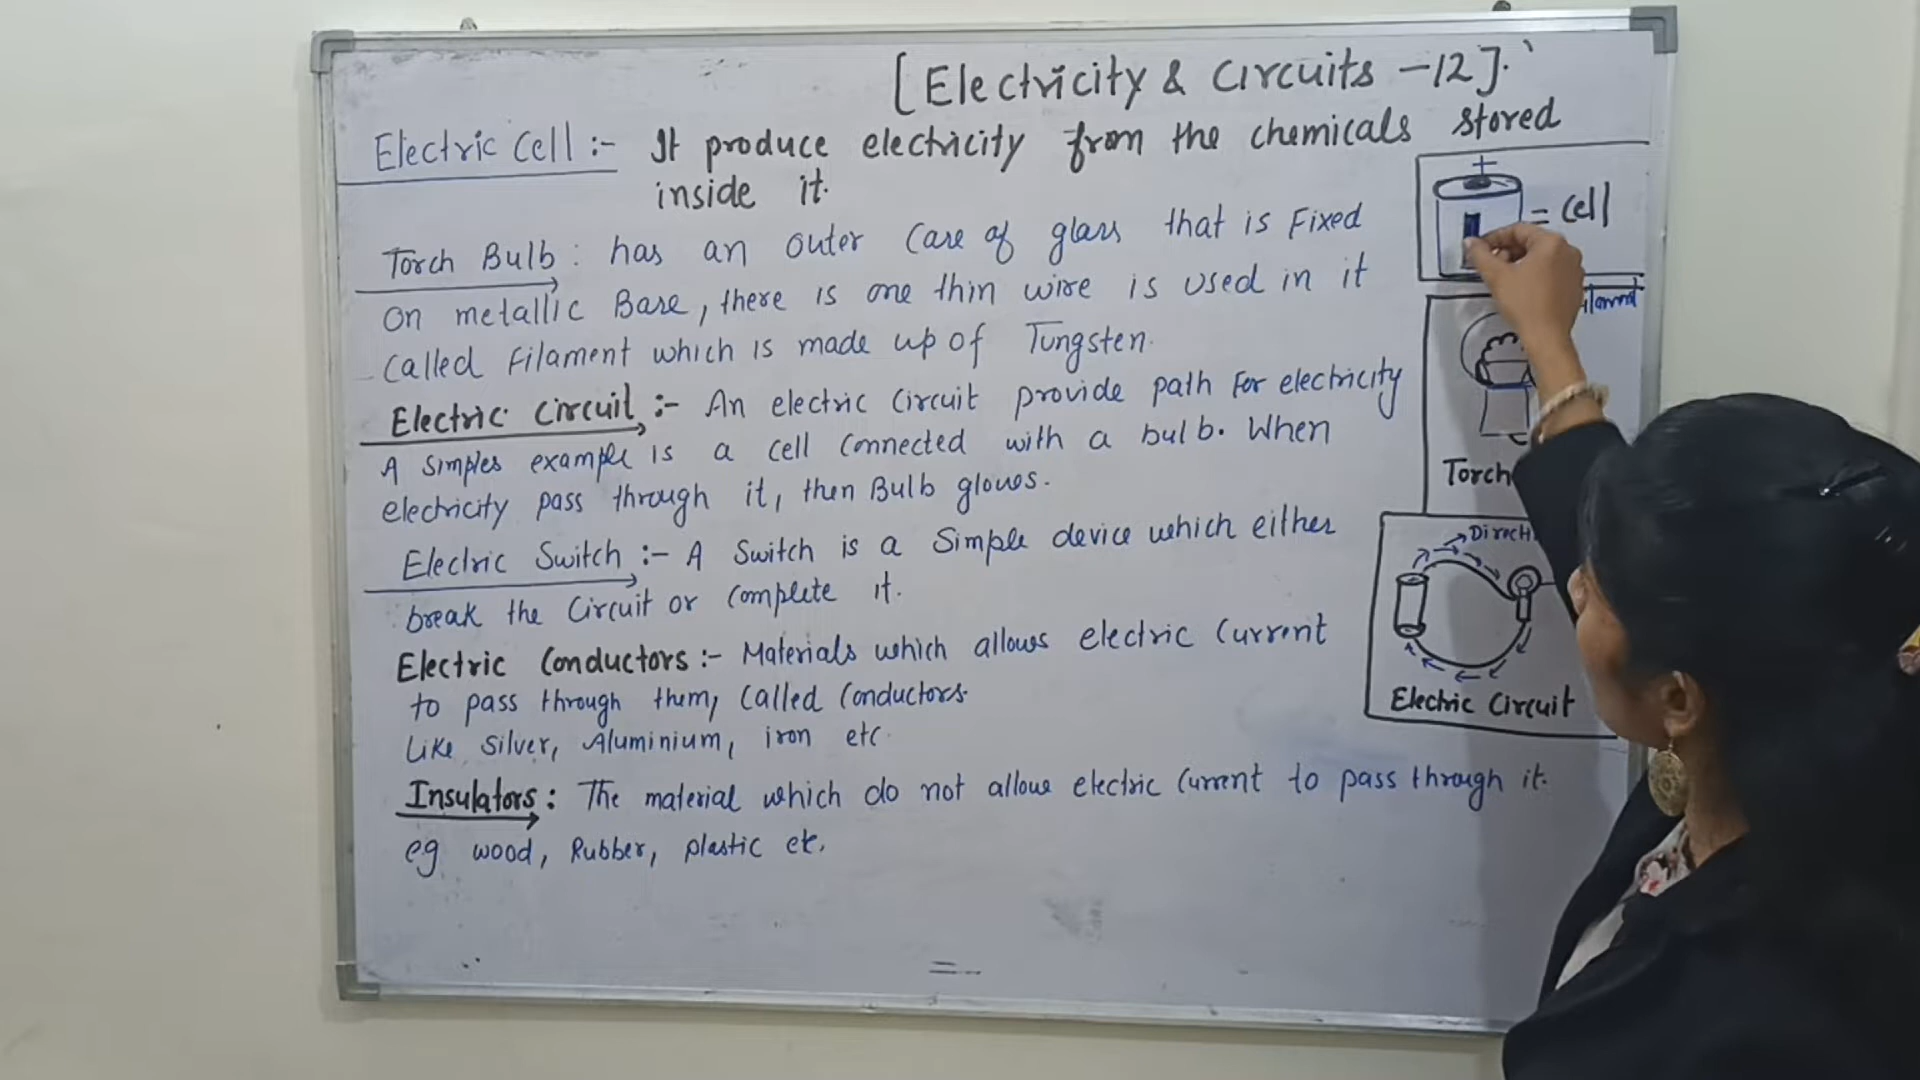 [Electricity & Circuits -12].
Electric Cell :- It produce electricity from the chemicals stored
inside it.
Torch Bulb : has an outer Case of glass that is Fixed
on metallic Base, there is one thin wire is used in it
Called Filament which is made up of Tungsten.
Electric Circuit :- An electric Circuit provide path For electricity
A simples example is a cell Connected with a bulb. When
electricity pass through it, then Bulb glows.
Electric Switch :- A Switch is a Simple device which either
break the Circuit or complete it.
Electric Conductors :- Materials which allows electric Current
to pass through them, Called Conductors.
Like Silver, Aluminium, iron etc.
Insulators : The material which do not allow electric Current to pass through it.
eg wood, Rubber, plastic etc.
+
= Cell
Torch
Electric Circuit